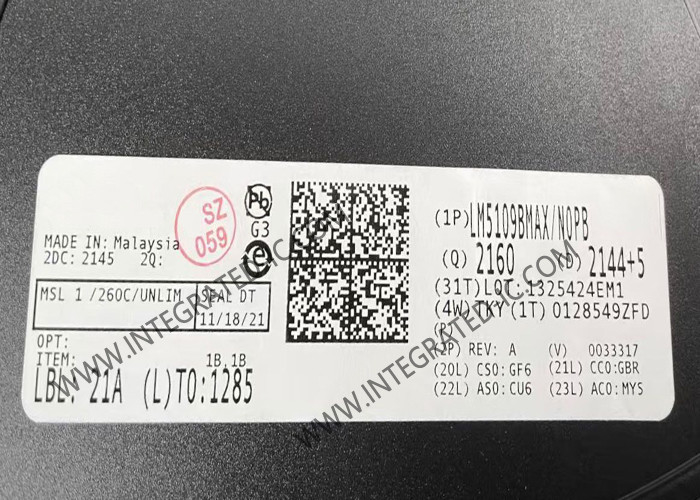 MADE IN: Malaysia
2DC: 2145 2Q:
MSL 1 /260C/UNLIM
SEAL DT
11/18/21
OPT:
ITEM:
1B,1B
LBL: 21A (L)TO:1285
SZ
059
Pb
G3
e
(1P)LM5109BMAX/NOPB
(Q) 2160 (D) 2144+5
(31T)LOT:1325424EM1
(4W)TKY(1T) 0128549ZFD
(P)
(2P) REV: A (V) 0033317
(20L) CSO:GF6 (21L) CCO:GBR
(22L) ASO:CU6 (23L) ACO:MYS
WWW.INTEGRATEDIC.COM
WWW.INTEGRATEDIC.COM